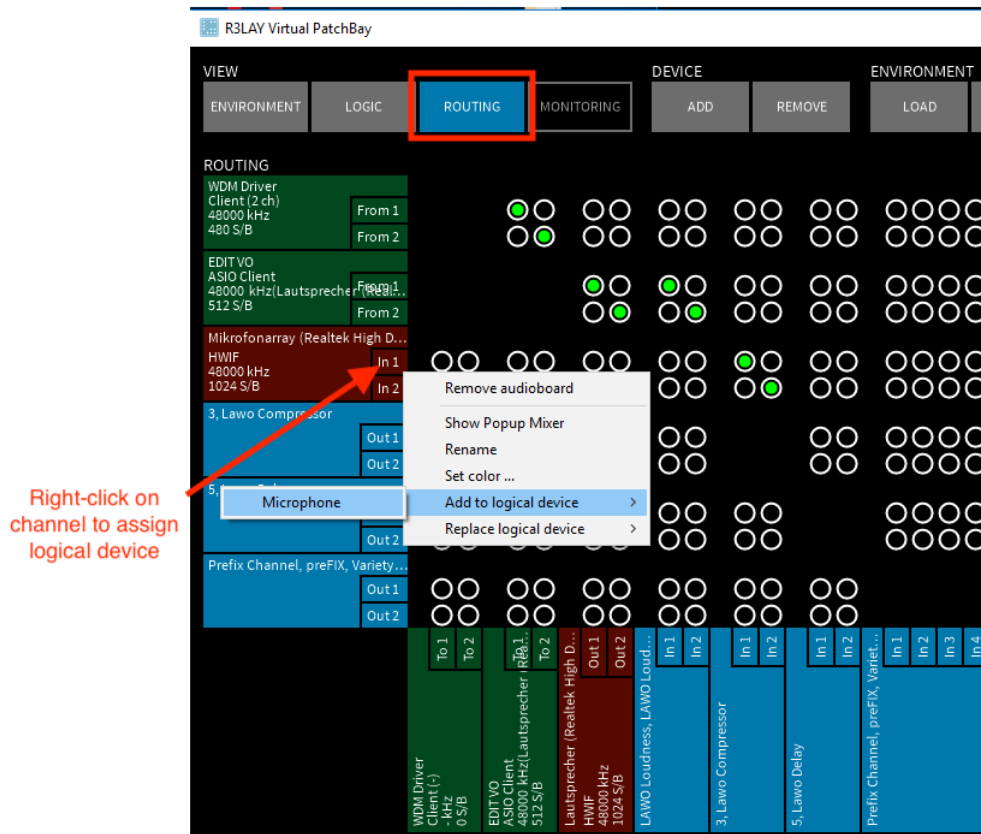 R3LAY Virtual PatchBay
VIEW
DEVICE
ENVIRONMENT
ENVIRONMENT
LOGIC
ROUTING
MONITORING
ADD
REMOVE
LOAD
ROUTING
WDM Driver
Client (2 ch)
48000 kHz
480 S/B
From 1
From 2
EDIT VO
ASIO Client
48000 kHz(Lautsprecher (Real...
512 S/B
From 1
From 2
Mikrofonarray (Realtek High D...
HWIF
48000 kHz
1024 S/B
In 1
In 2
3, Lawo Compressor
Out 1
Out 2
5,
Out 2
Prefix Channel, preFIX, Variety...
Out 1
Out 2
Remove audioboard
Show Popup Mixer
Rename
Set color ...
Add to logical device
Replace logical device
Microphone
Right-click on
channel to assign
logical device
To 1
To 2
To 1
To 2
Out 1
Out 2
In 1
In 2
In 1
In 2
In 1
In 2
In 1
In 2
In 3
In 4
WDM Driver
Client (-)
- kHz
0 S/B
EDIT VO
ASIO Client
48000 kHz(Lautsprecher (Rea...
512 S/B
Lautsprecher (Realtek High D...
HWIF
48000 kHz
1024 S/B
LAWO Loudness, LAWO Loud...
3, Lawo Compressor
5, Lawo Delay
Prefix Channel, preFIX, Variet...